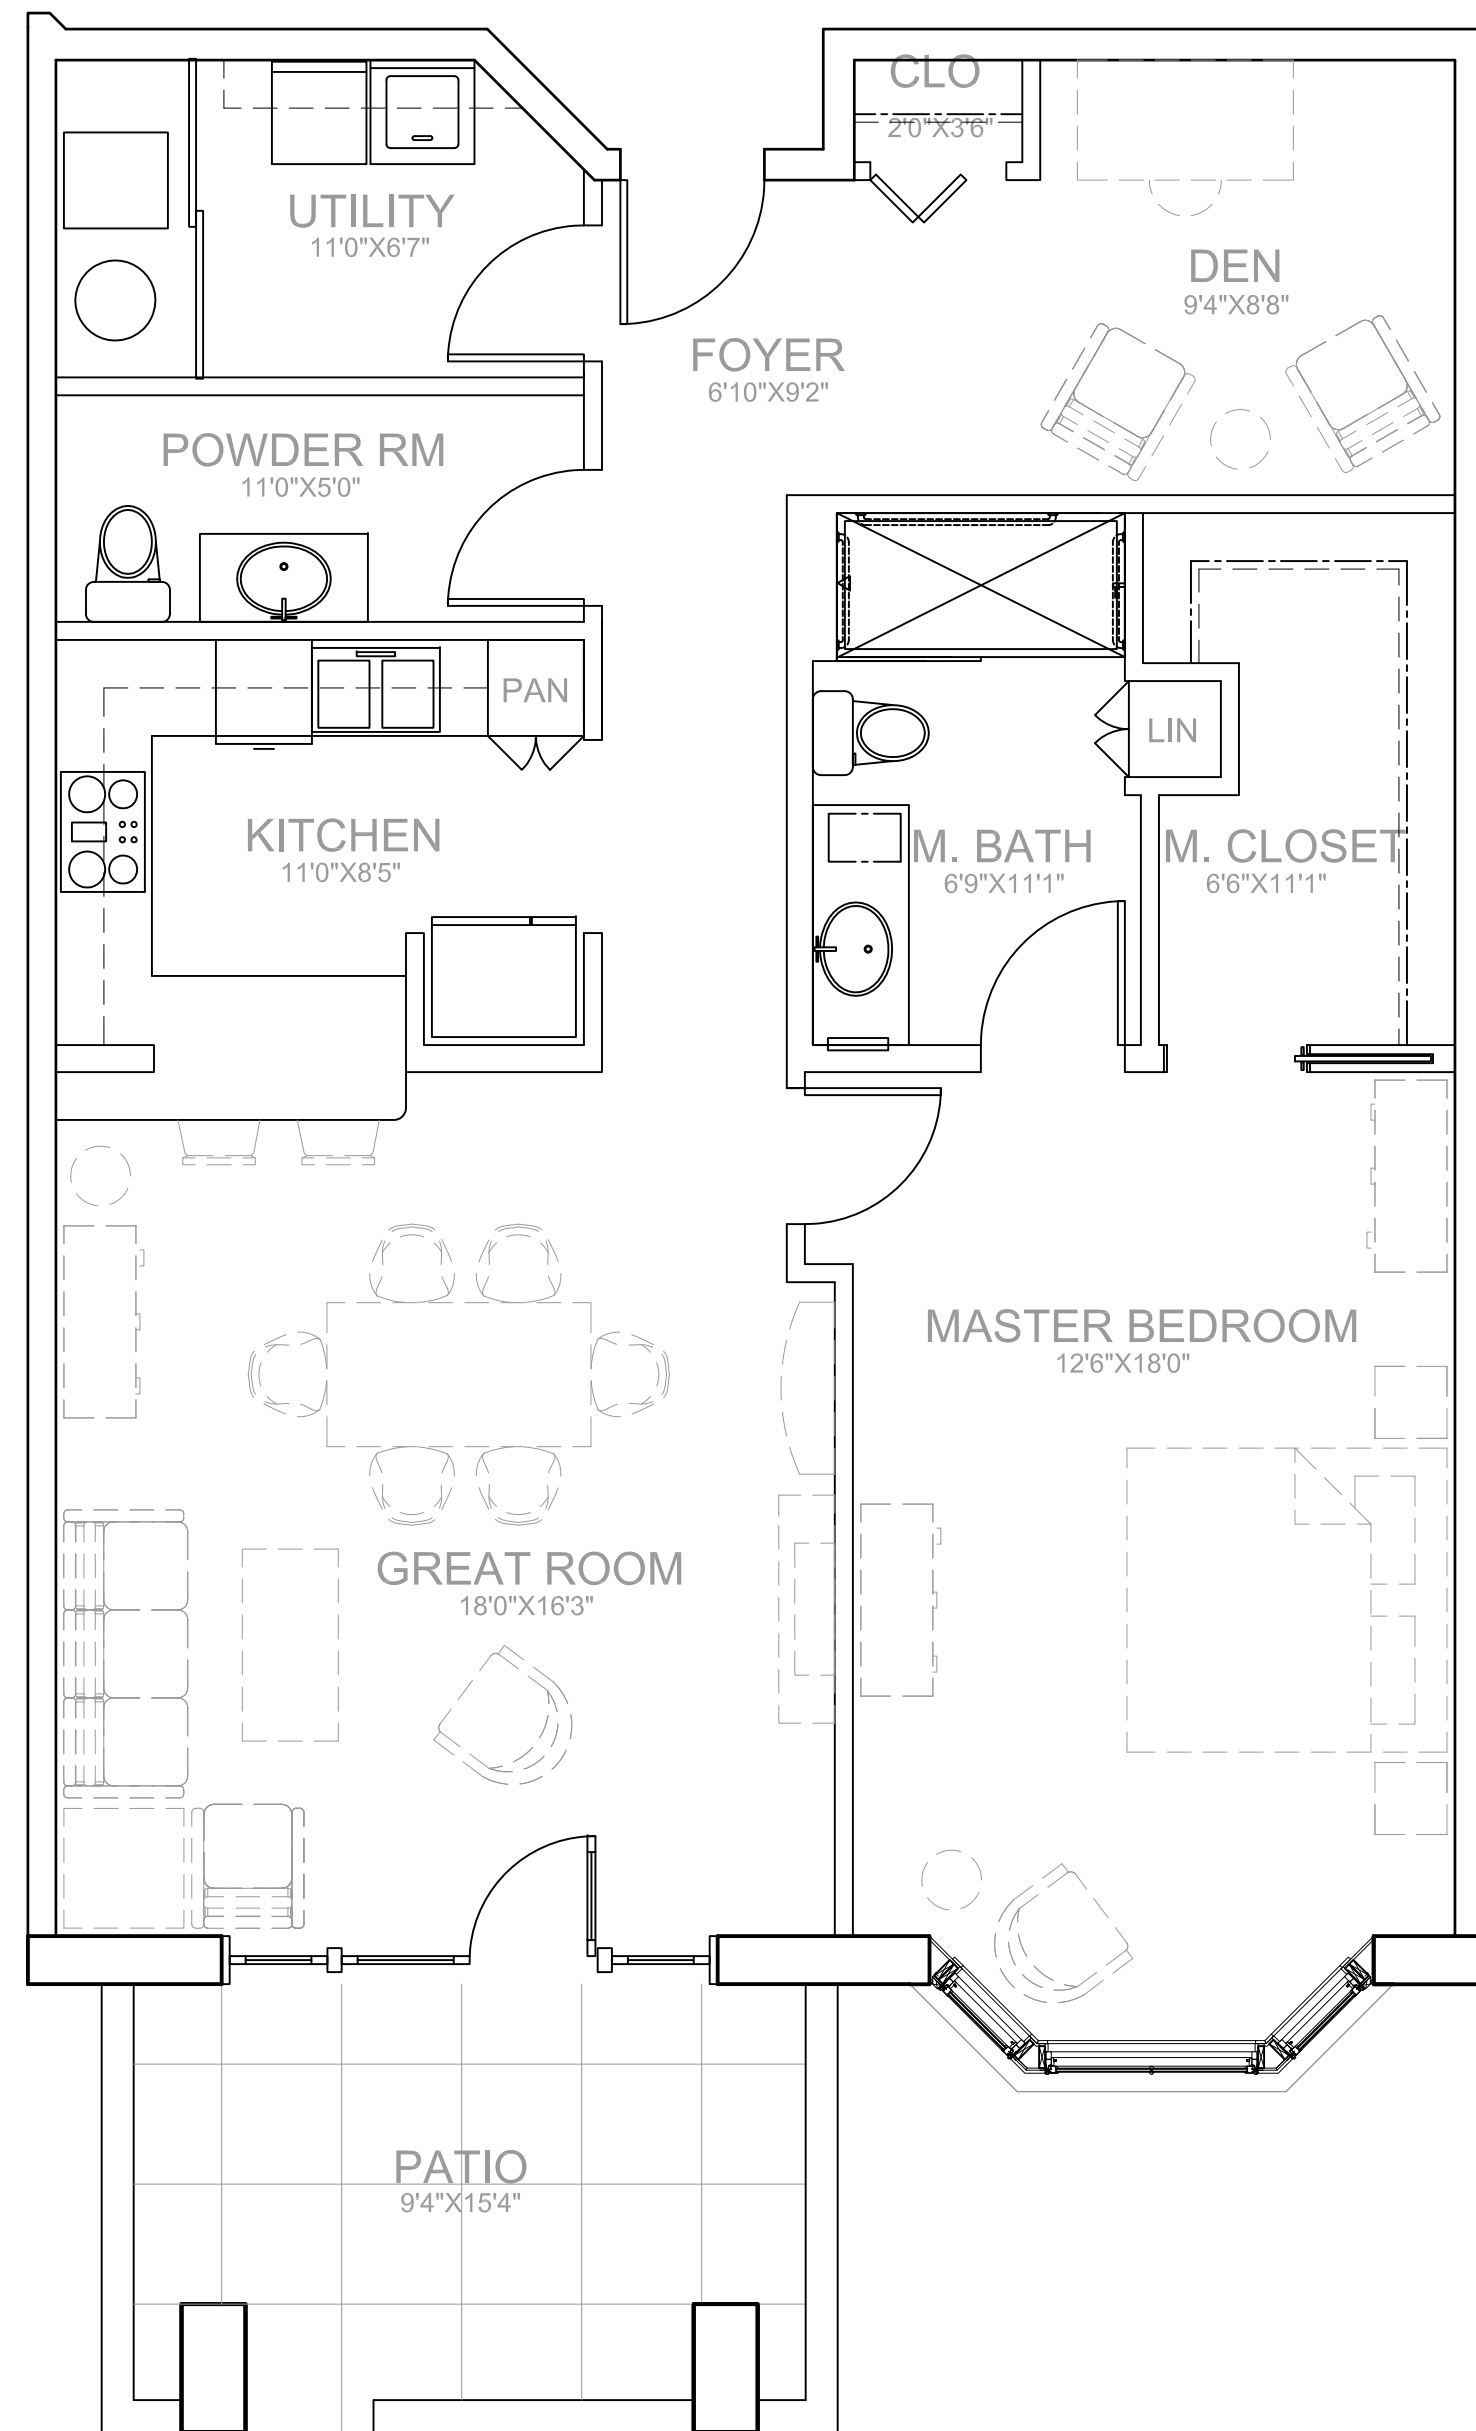 CLO
2'0"X3'6"
UTILITY
11'0"X6'7"
DEN
9'4"X8'8"
FOYER
6'10"X9'2"
POWDER RM
11'0"X5'0"
PAN
LIN
KITCHEN
11'0"X8'5"
M. BATH
6'9"X11'1"
M. CLOSET
6'6"X11'1"
MASTER BEDROOM
12'6"X18'0"
GREAT ROOM
18'0"X16'3"
PATIO
9'4"X15'4"